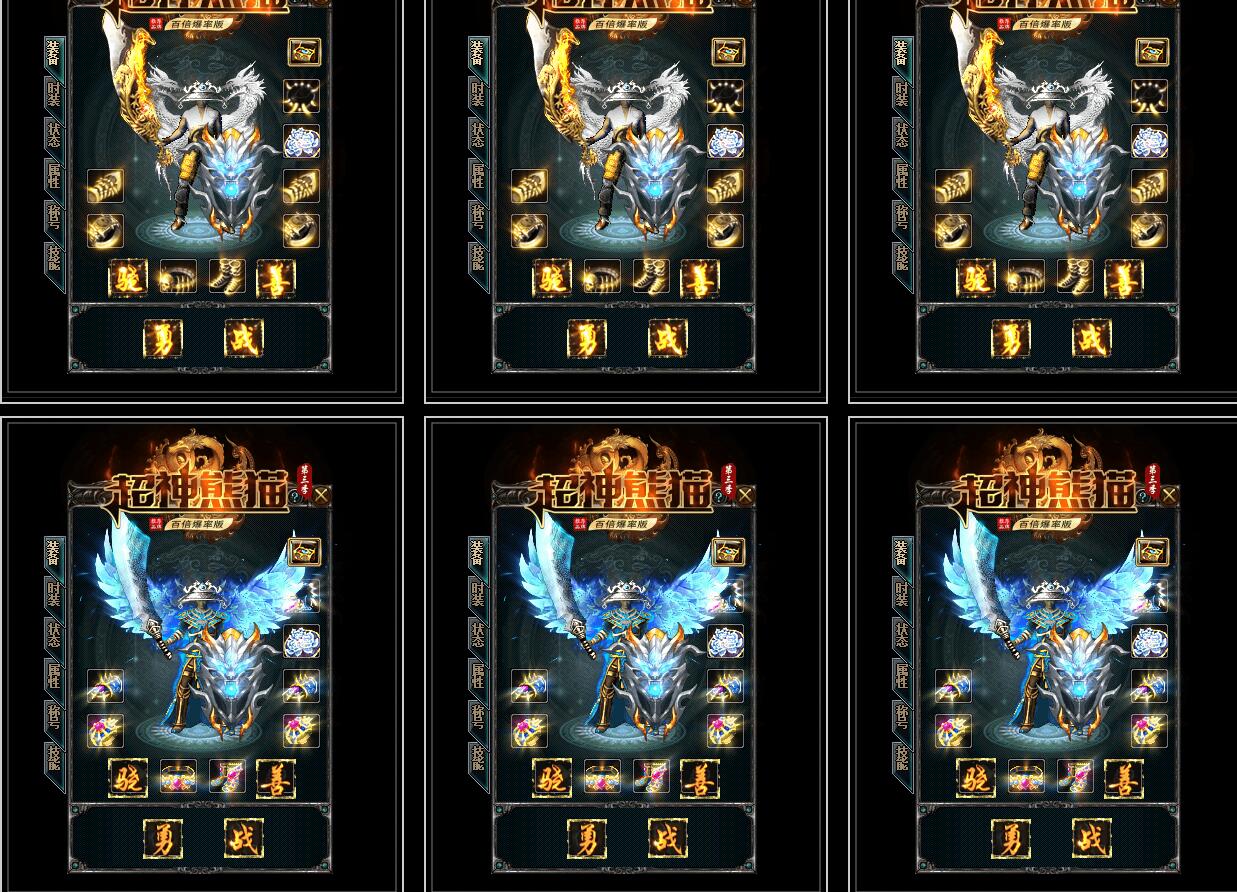 百倍爆率版
装备
时装
状态
属性
称号
技能
骁
善
勇
战
百倍爆率版
装备
时装
状态
属性
称号
技能
骁
善
勇
战
百倍爆率版
装备
时装
状态
属性
称号
技能
骁
善
勇
战
超神熊猫
第三季
?
百倍爆率版
装备
时装
状态
属性
称号
技能
骁
善
勇
战
超神熊猫
第三季
?
百倍爆率版
装备
时装
状态
属性
称号
技能
骁
善
勇
战
超神熊猫
第三季
?
百倍爆率版
装备
时装
状态
属性
称号
技能
骁
善
勇
战